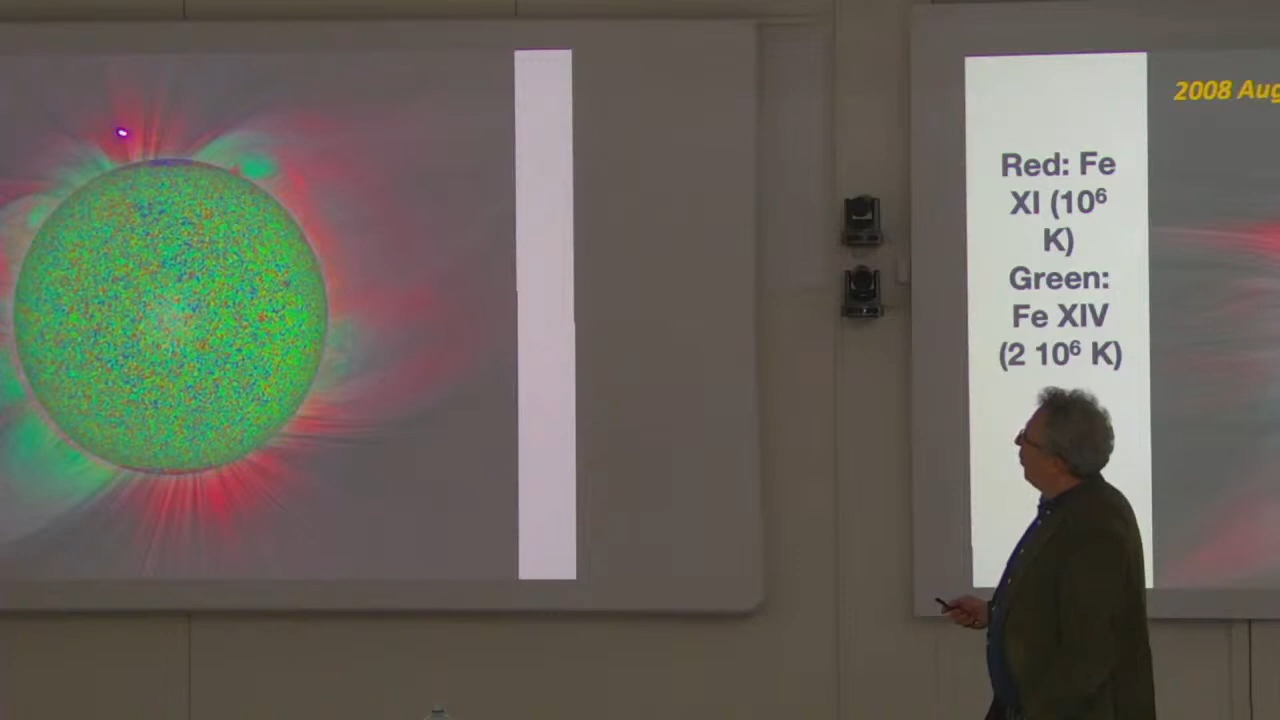 2008 Aug
Red: Fe
XI (10⁶
K)
Green:
Fe XIV
(2 10⁶ K)